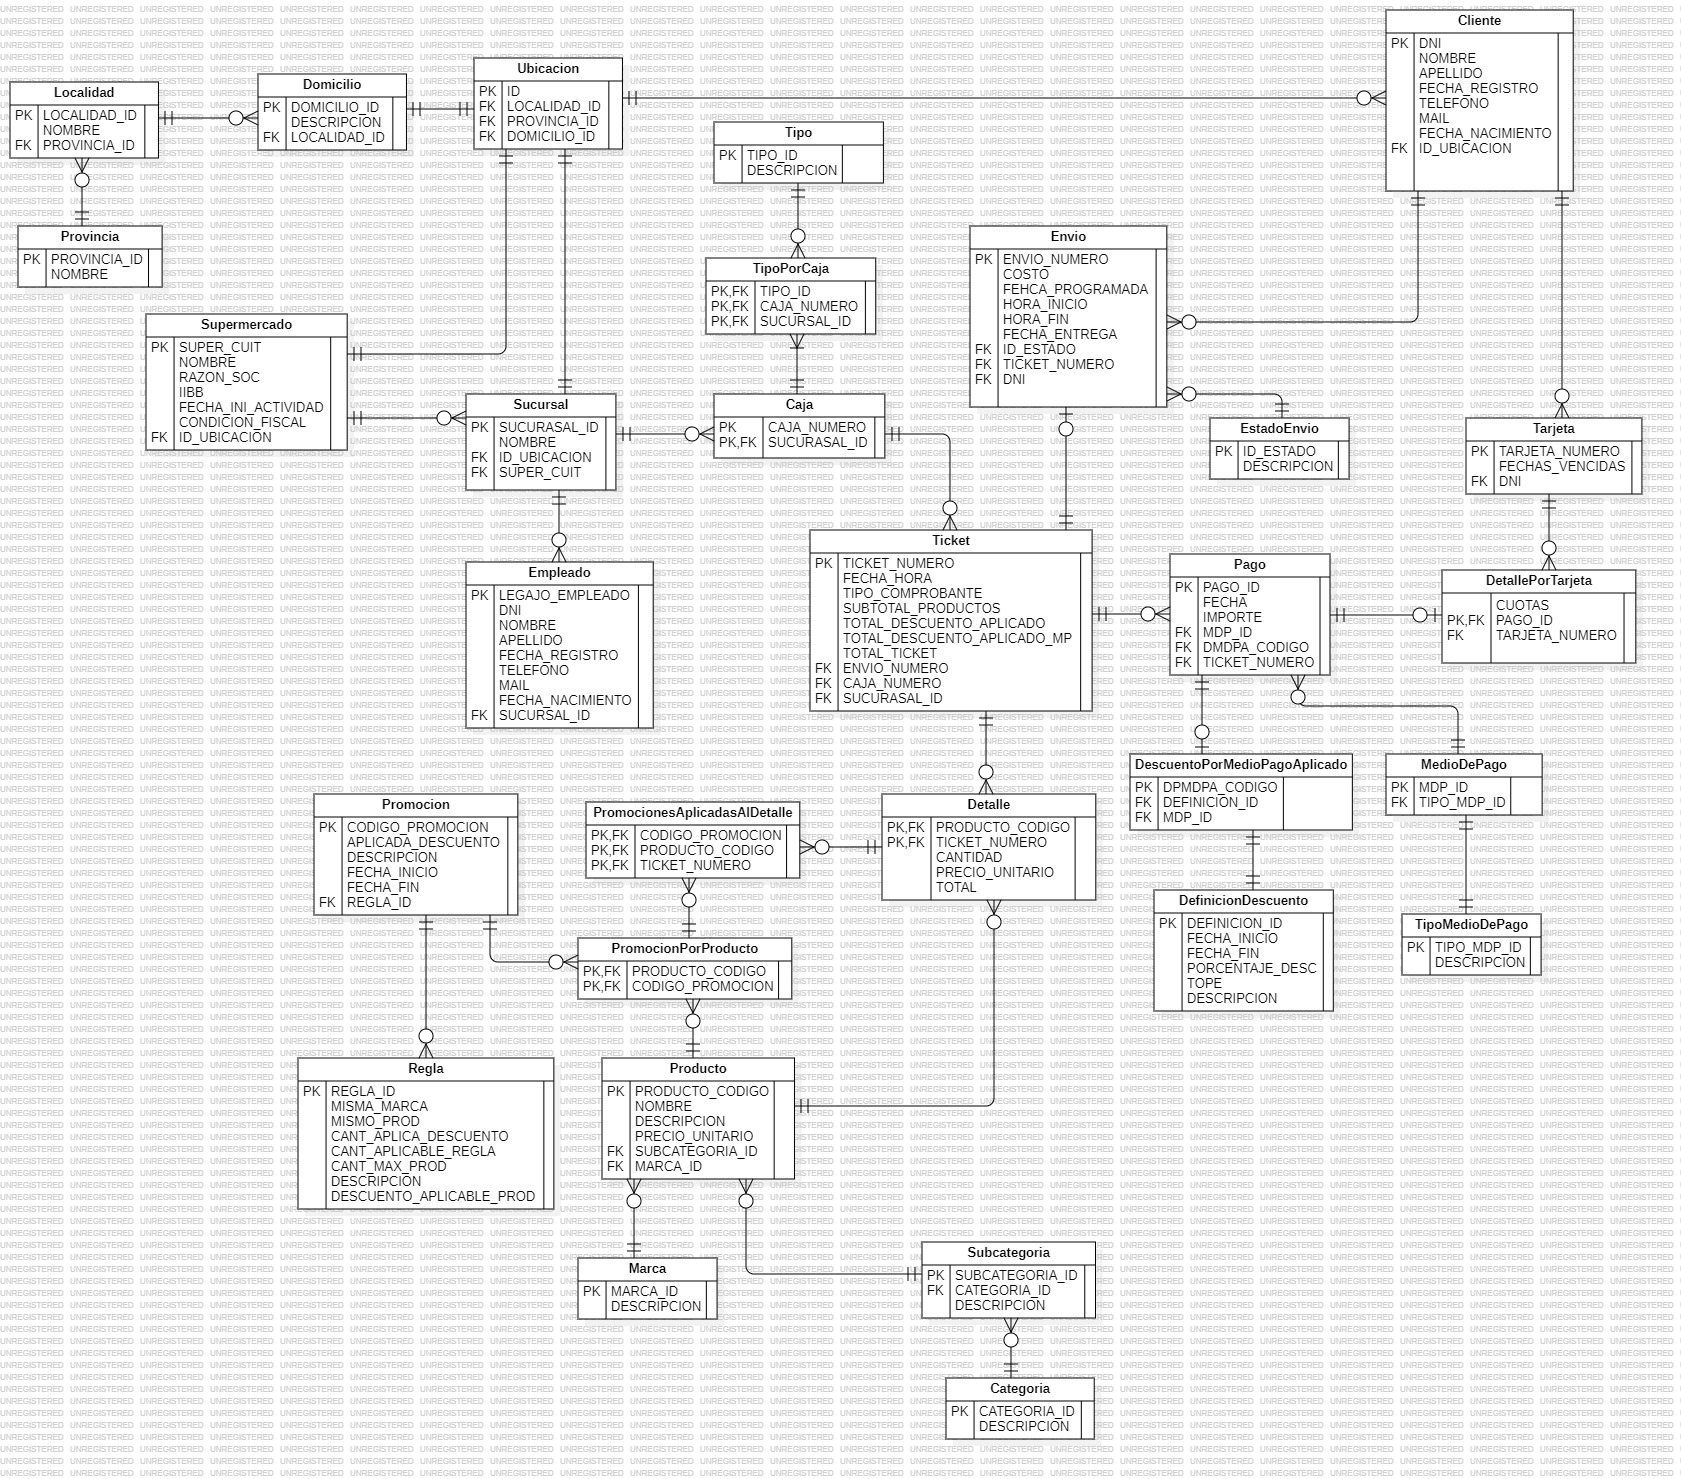 Localidad
PK LOCALIDAD_ID
NOMBRE
FK PROVINCIA_ID
Domicilio
PK DOMICILIO_ID
DESCRIPCION
FK LOCALIDAD_ID
Ubicacion
PK ID
FK LOCALIDAD_ID
FK PROVINCIA_ID
FK DOMICILIO_ID
Cliente
PK DNI
NOMBRE
APELLIDO
FECHA_REGISTRO
TELEFONO
MAIL
FECHA_NACIMIENTO
FK ID_UBICACION
Tipo
PK TIPO_ID
DESCRIPCION
Provincia
PK PROVINCIA_ID
NOMBRE
TipoPorCaja
PK,FK TIPO_ID
PK,FK CAJA_NUMERO
PK,FK SUCURSAL_ID
Envio
PK ENVIO_NUMERO
COSTO
FEHCA_PROGRAMADA
HORA_INICIO
HORA_FIN
FECHA_ENTREGA
FK ID_ESTADO
FK TICKET_NUMERO
FK DNI
Supermercado
PK SUPER_CUIT
NOMBRE
RAZON_SOC
IIBB
FECHA_INI_ACTIVIDAD
CONDICION_FISCAL
FK ID_UBICACION
Sucursal
PK SUCURASAL_ID
NOMBRE
FK ID_UBICACION
FK SUPER_CUIT
Caja
PK CAJA_NUMERO
PK,FK SUCURASAL_ID
EstadoEnvio
PK ID_ESTADO
DESCRIPCION
Tarjeta
PK TARJETA_NUMERO
FECHAS_VENCIDAS
FK DNI
Empleado
PK LEGAJO_EMPLEADO
DNI
NOMBRE
APELLIDO
FECHA_REGISTRO
TELEFONO
MAIL
FECHA_NACIMIENTO
FK SUCURSAL_ID
Ticket
PK TICKET_NUMERO
FECHA_HORA
TIPO_COMPROBANTE
SUBTOTAL_PRODUCTOS
TOTAL_DESCUENTO_APLICADO
TOTAL_DESCUENTO_APLICADO_MP
TOTAL_TICKET
FK ENVIO_NUMERO
FK CAJA_NUMERO
FK SUCURASAL_ID
Pago
PK PAGO_ID
FECHA
IMPORTE
FK MDP_ID
FK DMDPA_CODIGO
FK TICKET_NUMERO
DetallePorTarjeta
CUOTAS
PK,FK PAGO_ID
FK TARJETA_NUMERO
DescuentoPorMedioPagoAplicado
PK DPMDPA_CODIGO
FK DEFINICION_ID
FK MDP_ID
MedioDePago
PK MDP_ID
FK TIPO_MDP_ID
Promocion
PK CODIGO_PROMOCION
APLICADA_DESCUENTO
DESCRIPCION
FECHA_INICIO
FECHA_FIN
FK REGLA_ID
PromocionesAplicadasAlDetalle
PK,FK CODIGO_PROMOCION
PK,FK PRODUCTO_CODIGO
PK,FK TICKET_NUMERO
Detalle
PK,FK PRODUCTO_CODIGO
PK,FK TICKET_NUMERO
CANTIDAD
PRECIO_UNITARIO
TOTAL
DefinicionDescuento
PK DEFINICION_ID
FECHA_INICIO
FECHA_FIN
PORCENTAJE_DESC
TOPE
DESCRIPCION
TipoMedioDePago
PK TIPO_MDP_ID
DESCRIPCION
PromocionPorProducto
PK,FK PRODUCTO_CODIGO
PK,FK CODIGO_PROMOCION
Regla
PK REGLA_ID
MISMA_MARCA
MISMO_PROD
CANT_APLICA_DESCUENTO
CANT_APLICABLE_REGLA
CANT_MAX_PROD
DESCRIPCION
DESCUENTO_APLICABLE_PROD
Producto
PK PRODUCTO_CODIGO
NOMBRE
DESCRIPCION
PRECIO_UNITARIO
FK SUBCATEGORIA_ID
FK MARCA_ID
Marca
PK MARCA_ID
DESCRIPCION
Subcategoria
PK SUBCATEGORIA_ID
FK CATEGORIA_ID
DESCRIPCION
Categoria
PK CATEGORIA_ID
DESCRIPCION
UNREGISTERED